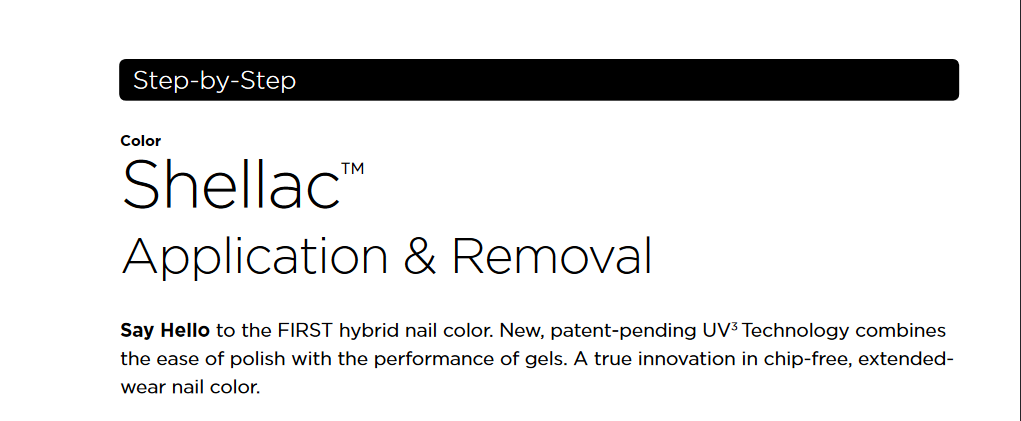 Step-by-Step
Color
Shellac™
Application & Removal
Say Hello to the FIRST hybrid nail color. New, patent-pending UV³ Technology combines
the ease of polish with the performance of gels. A true innovation in chip-free, extended-
wear nail color.